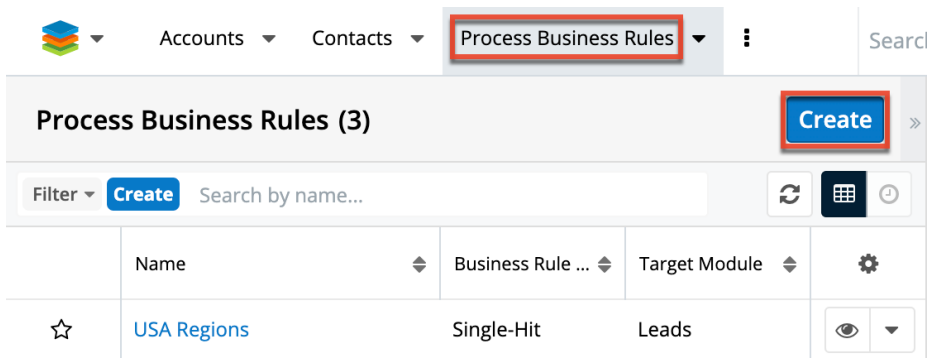 Accounts Contacts Process Business Rules Searc
Process Business Rules (3) Create
Filter Create Search by name...
Name Business Rule ... Target Module
USA Regions Single-Hit Leads